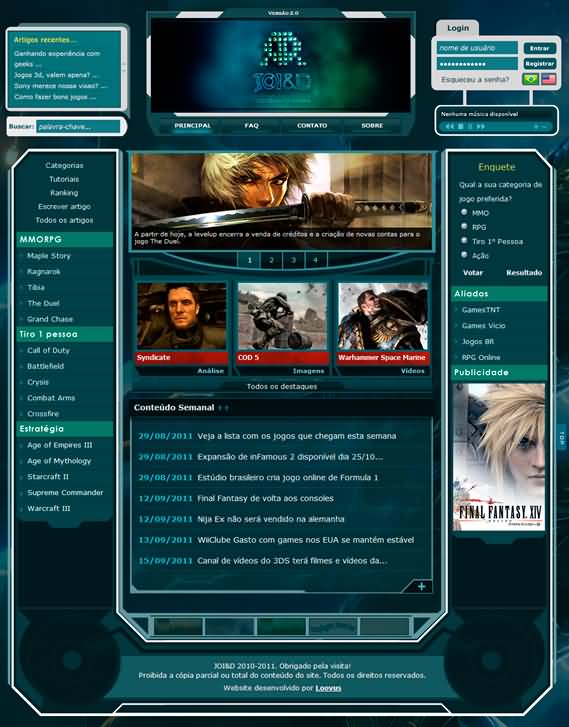 Versão 2.0
Artigos recentes...
Ganhando experiência com
geeks ...
Jogos 3d, valem apena? ...
Sony merece nosse visao? ...
Como fazer bons jogos ...
Buscar: palavra-chave...
JOI&D
PRINCIPAL FAQ CONTATO SOBRE
Login
nome de usuário Entrar
Registrar
Esqueceu a senha?
Nenhuma música disponível
Categorias
Tutoriais
Ranking
Escrever artigo
Todos os artigos
MMORPG
Maple Story
Ragnarok
Tibia
The Duel
Grand Chase
Tiro 1 pessoa
Call of Duty
Battlefield
Crysis
Combat Arms
Crossfire
Estratégia
Age of Empires III
Age of Mythology
Starcraft II
Supreme Commander
Warcraft III
A partir de hoje, a levelup encerra a venda de créditos e a criação de novas contas para o
jogo The Duel.
1 2 3 4
Syndicate COD 5 Warhammer Space Marine
Análise Imagens Vídeos
Todos os destaques
Conteúdo Semanal ++
29/08/2011 Veja a lista com os jogos que chegam esta semana
29/08/2011 Expansão de inFamous 2 disponível dia 25/10...
29/08/2011 Estúdio brasileiro cria jogo online de Formula 1
12/09/2011 Final Fantasy de volta aos consoles
12/09/2011 Nija Ex não será vendido na alemanha
13/09/2011 WiiClube Gasto com games nos EUA se mantém estável
15/09/2011 Canal de vídeos do 3DS terá filmes e videos da...
+
Enquete
Qual a sua categoria de
jogo preferida?
MMO
RPG
Tiro 1º Pessoa
Ação
Votar Resultado
Aliados
GamesTNT
Games Vicio
Jogos BR
RPG Online
Publicidade
FINAL FANTASY XIV
ONLINE
TOP
JOI&D 2010-2011. Obrigado pela visita!
Proibida a cópia parcial ou total do conteúdo do site. Todos os direitos reservados.
Website desenvolvido por Loovus